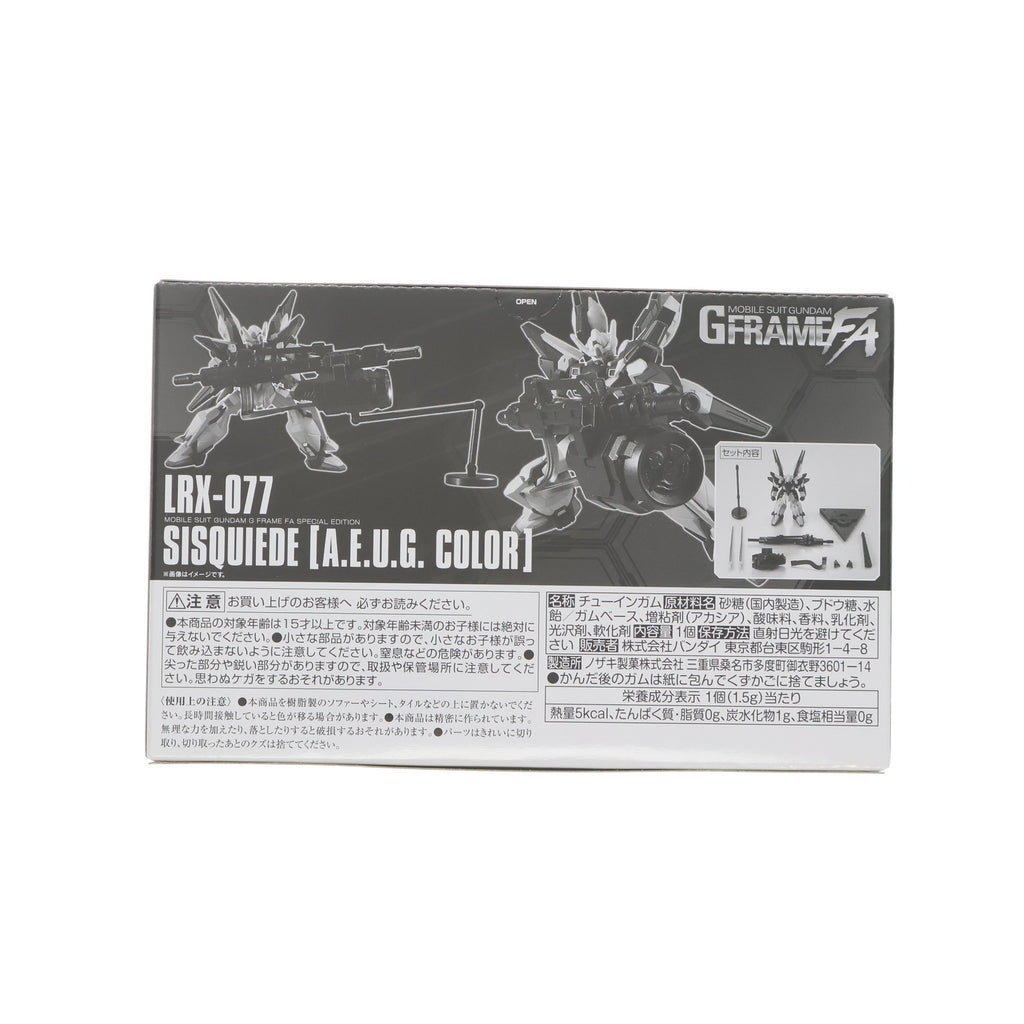 OPEN
MOBILE SUIT GUNDAM
GFRAMEFA
セット内容
LRX-077
MOBILE SUIT GUNDAM G FRAME FA SPECIAL EDITION
SISQUIEDE [A.E.U.G. COLOR]
※画像はイメージです。
⚠注意 お買い上げのお客様へ 必ずお読みください。
●本商品の対象年齢は15才以上です。対象年齢未満のお子様には絶対に
与えないでください。●小さな部品がありますので、小さなお子様が誤っ
て飲み込まないように注意してください。窒息などの危険があります。●
尖った部分や鋭い部分がありますので、取扱や保管場所に注意してくだ
さい。思わぬケガをするおそれがあります。
〈使用上の注意〉●本商品を樹脂製のソファーやシート、タイルなどの上に置かないでくだ
さい。長時間接触していると色が移る場合があります。●本商品は精密に作られています。
無理な力を加えたり、落としたりすると破損するおそれがあります。●パーツはきれいに切り
取り、切り取ったあとのクズは捨ててください。
名称 チューインガム 原材料名 砂糖(国内製造)、ブドウ糖、水
飴／ガムベース、増粘剤(アカシア)、酸味料、香料、乳化剤、
光沢剤、軟化剤 内容量 1個 保存方法 直射日光を避けてくだ
さい 販売者 株式会社バンダイ 東京都台東区駒形1-4-8
製造所 ノザキ製菓株式会社 三重県桑名市多度町御衣野3601-14
●かんだ後のガムは紙に包んでくずかごに捨てましょう。
栄養成分表示 1個(1.5g)当たり
熱量5kcal、たんぱく質・脂質0g、炭水化物1g、食塩相当量0g